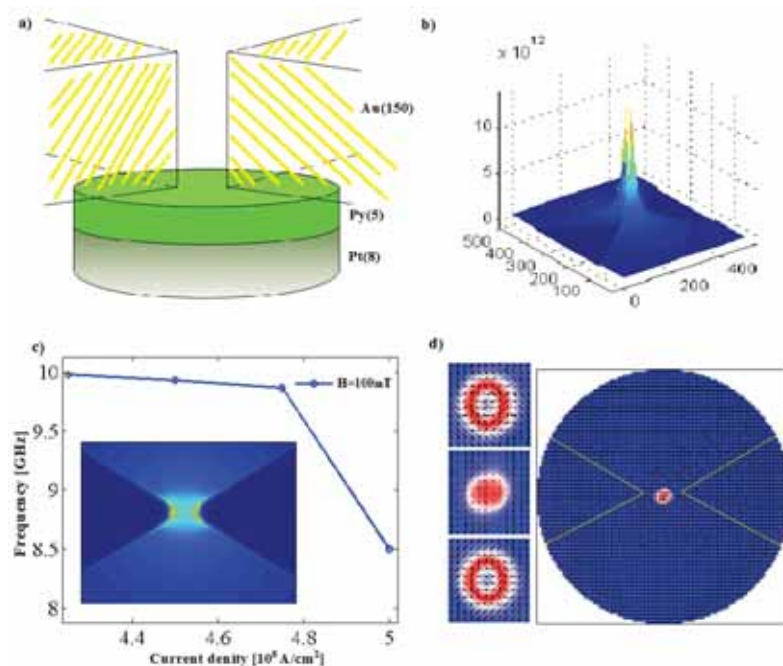 a)
Au(150)
Py(5)
Pt(8)
b)
x 10^12
10
5
0
500
400
300
200
100
0
200
400
c)
10
9.5
9
8.5
8
Frequency [GHz]
H=100mT
4.4
4.6
4.8
5
Current denity [10^8 A/cm^2]
d)